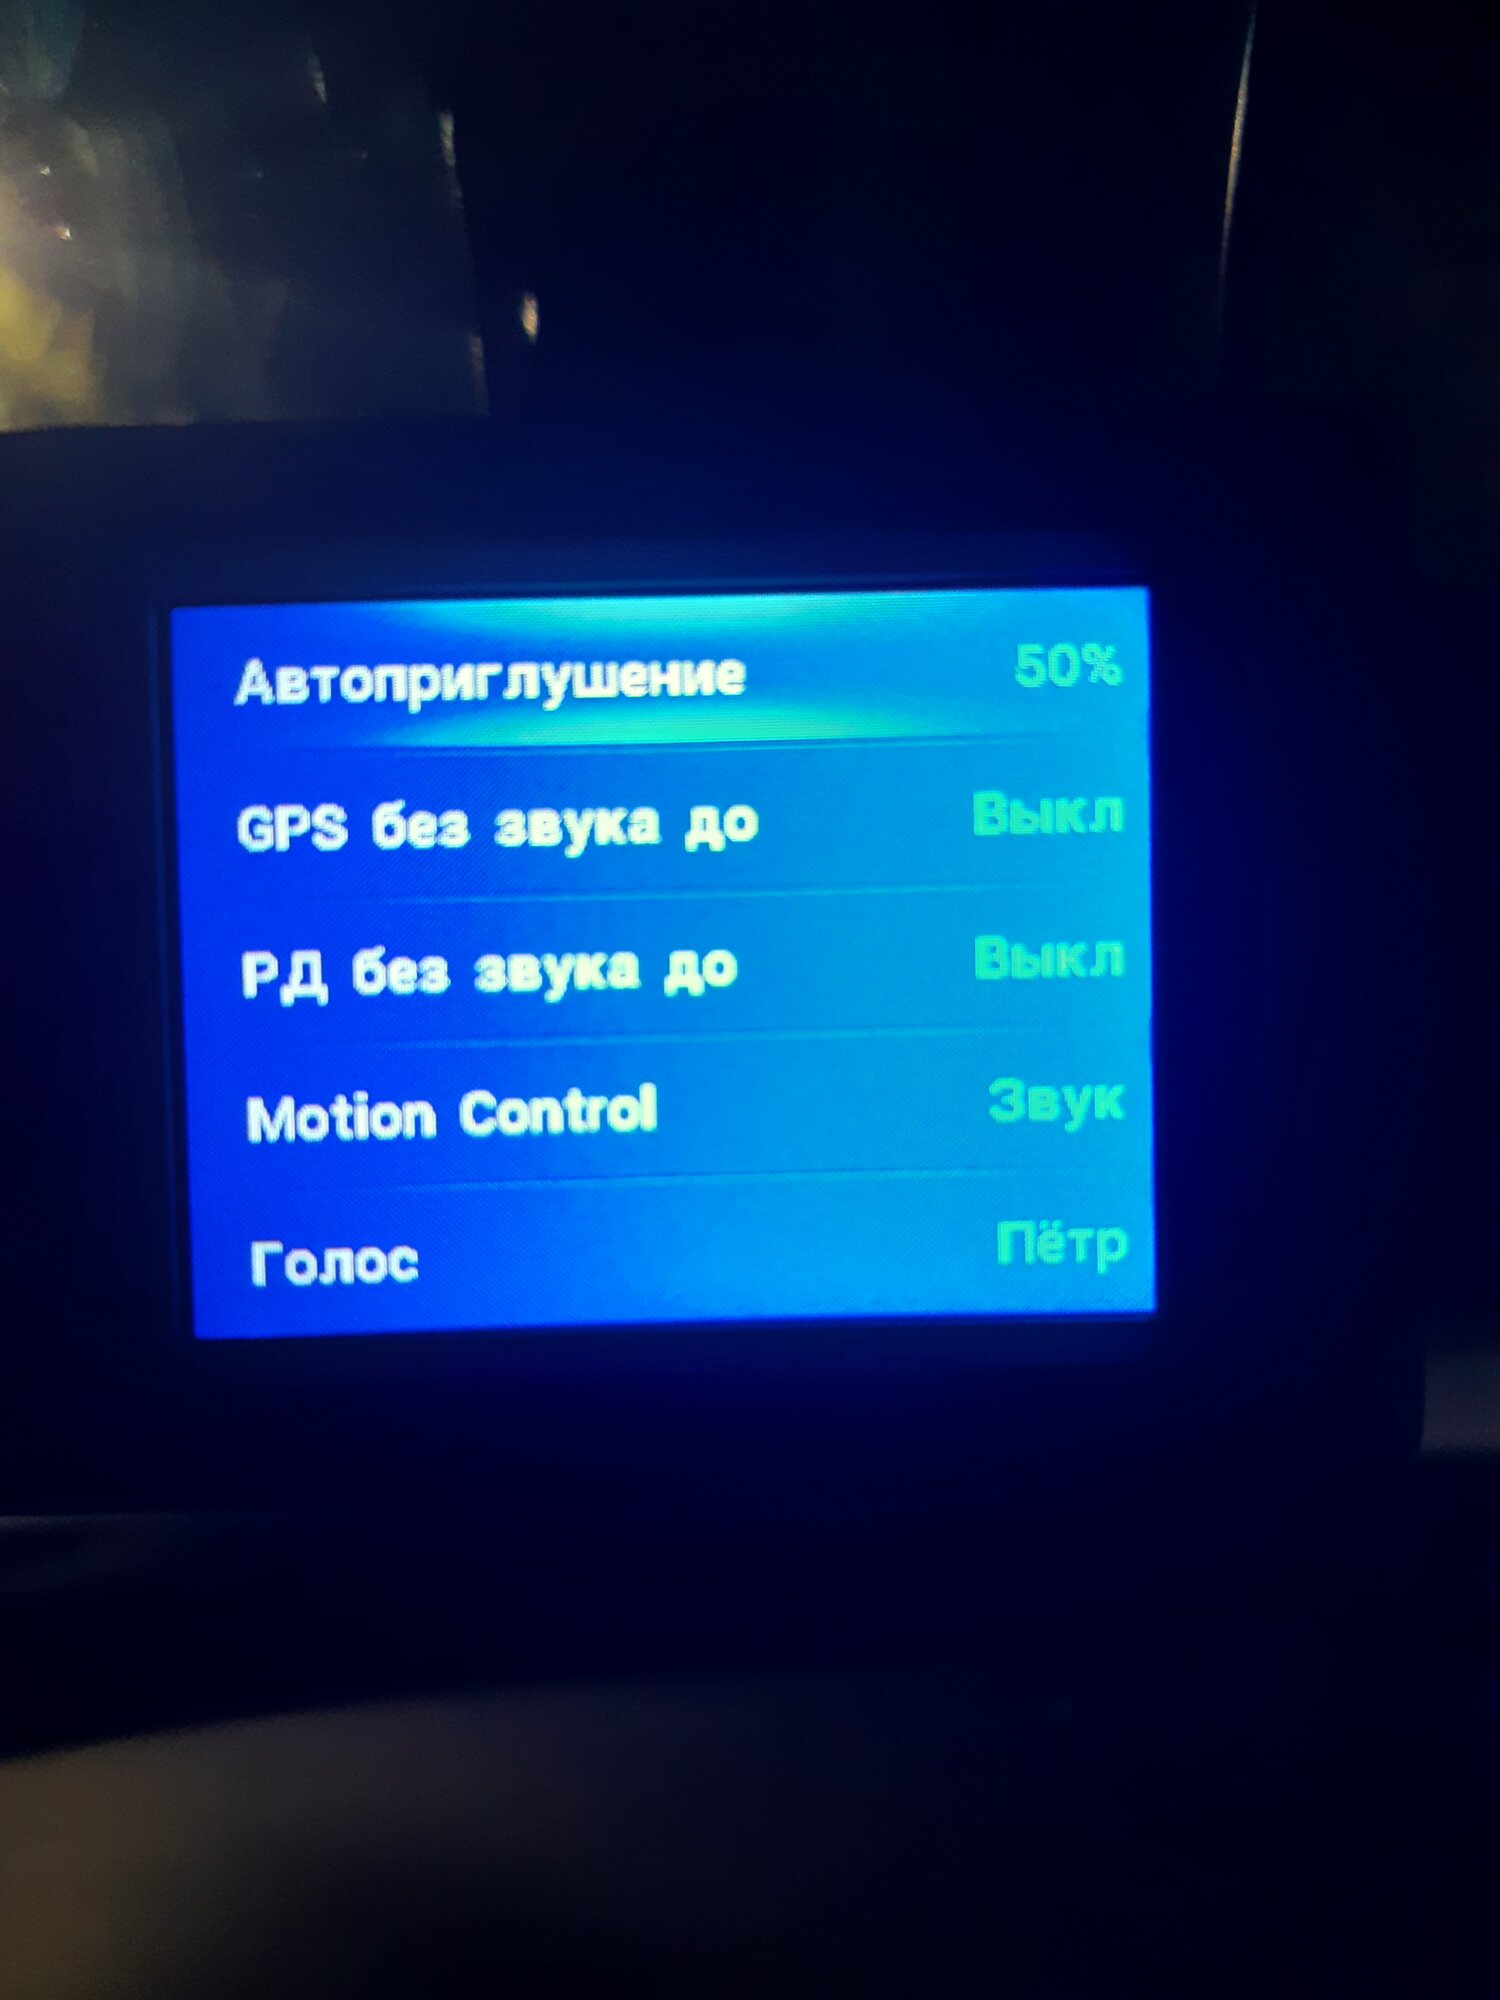 Автоприглушение 50%
GPS без звука до Выкл
РД без звука до Выкл
Motion Control Звук
Голос Пётр